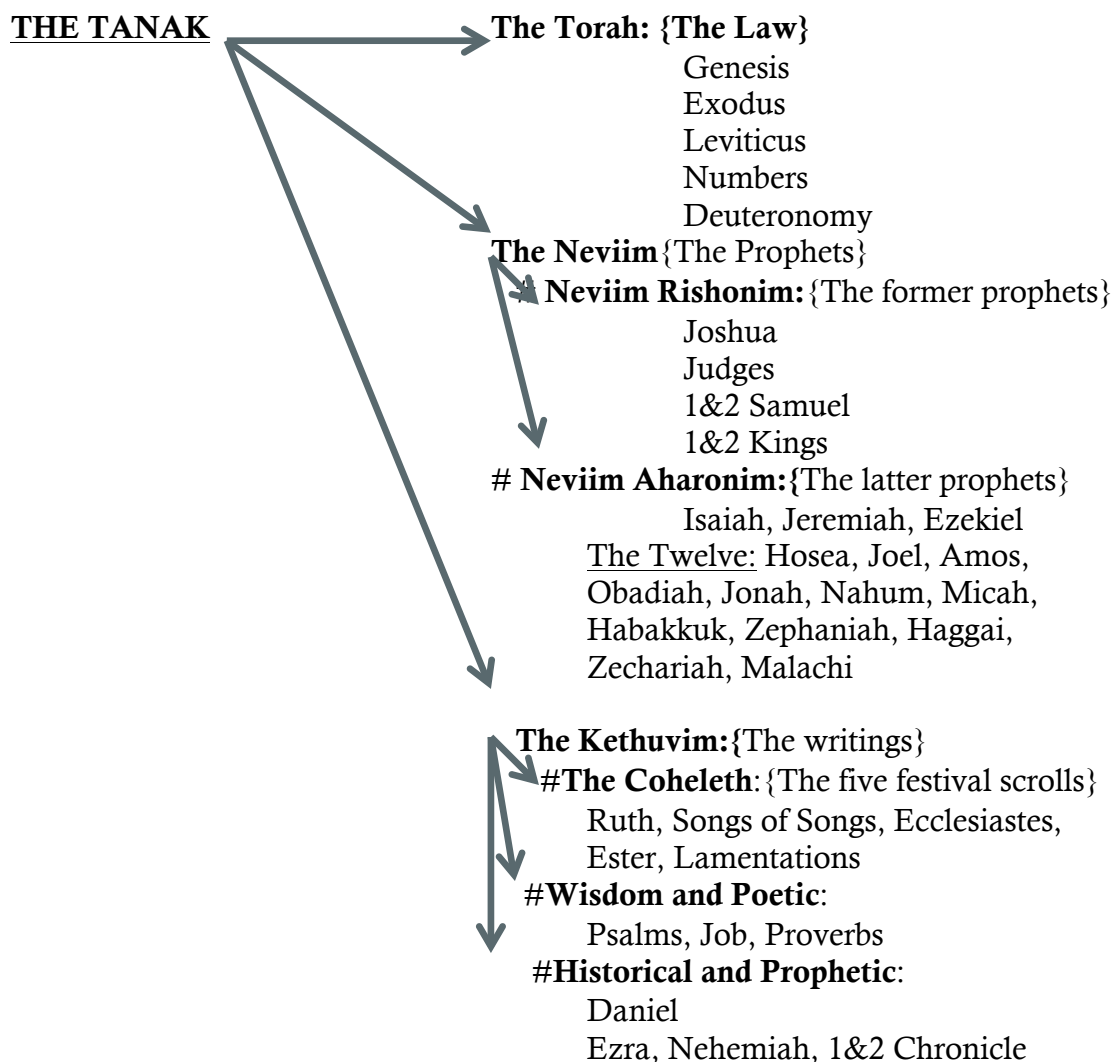 THE TANAK The Torah: {The Law}
Genesis
Exodus
Leviticus
Numbers
Deuteronomy
The Neviim{The Prophets}
# Neviim Rishonim:{The former prophets}
Joshua
Judges
1&2 Samuel
1&2 Kings
# Neviim Aharonim:{The latter prophets}
Isaiah, Jeremiah, Ezekiel
The Twelve: Hosea, Joel, Amos,
Obadiah, Jonah, Nahum, Micah,
Habakkuk, Zephaniah, Haggai,
Zechariah, Malachi
The Kethuvim:{The writings}
#The Coheleth:{The five festival scrolls}
Ruth, Songs of Songs, Ecclesiastes,
Ester, Lamentations
#Wisdom and Poetic:
Psalms, Job, Proverbs
#Historical and Prophetic:
Daniel
Ezra, Nehemiah, 1&2 Chronicle